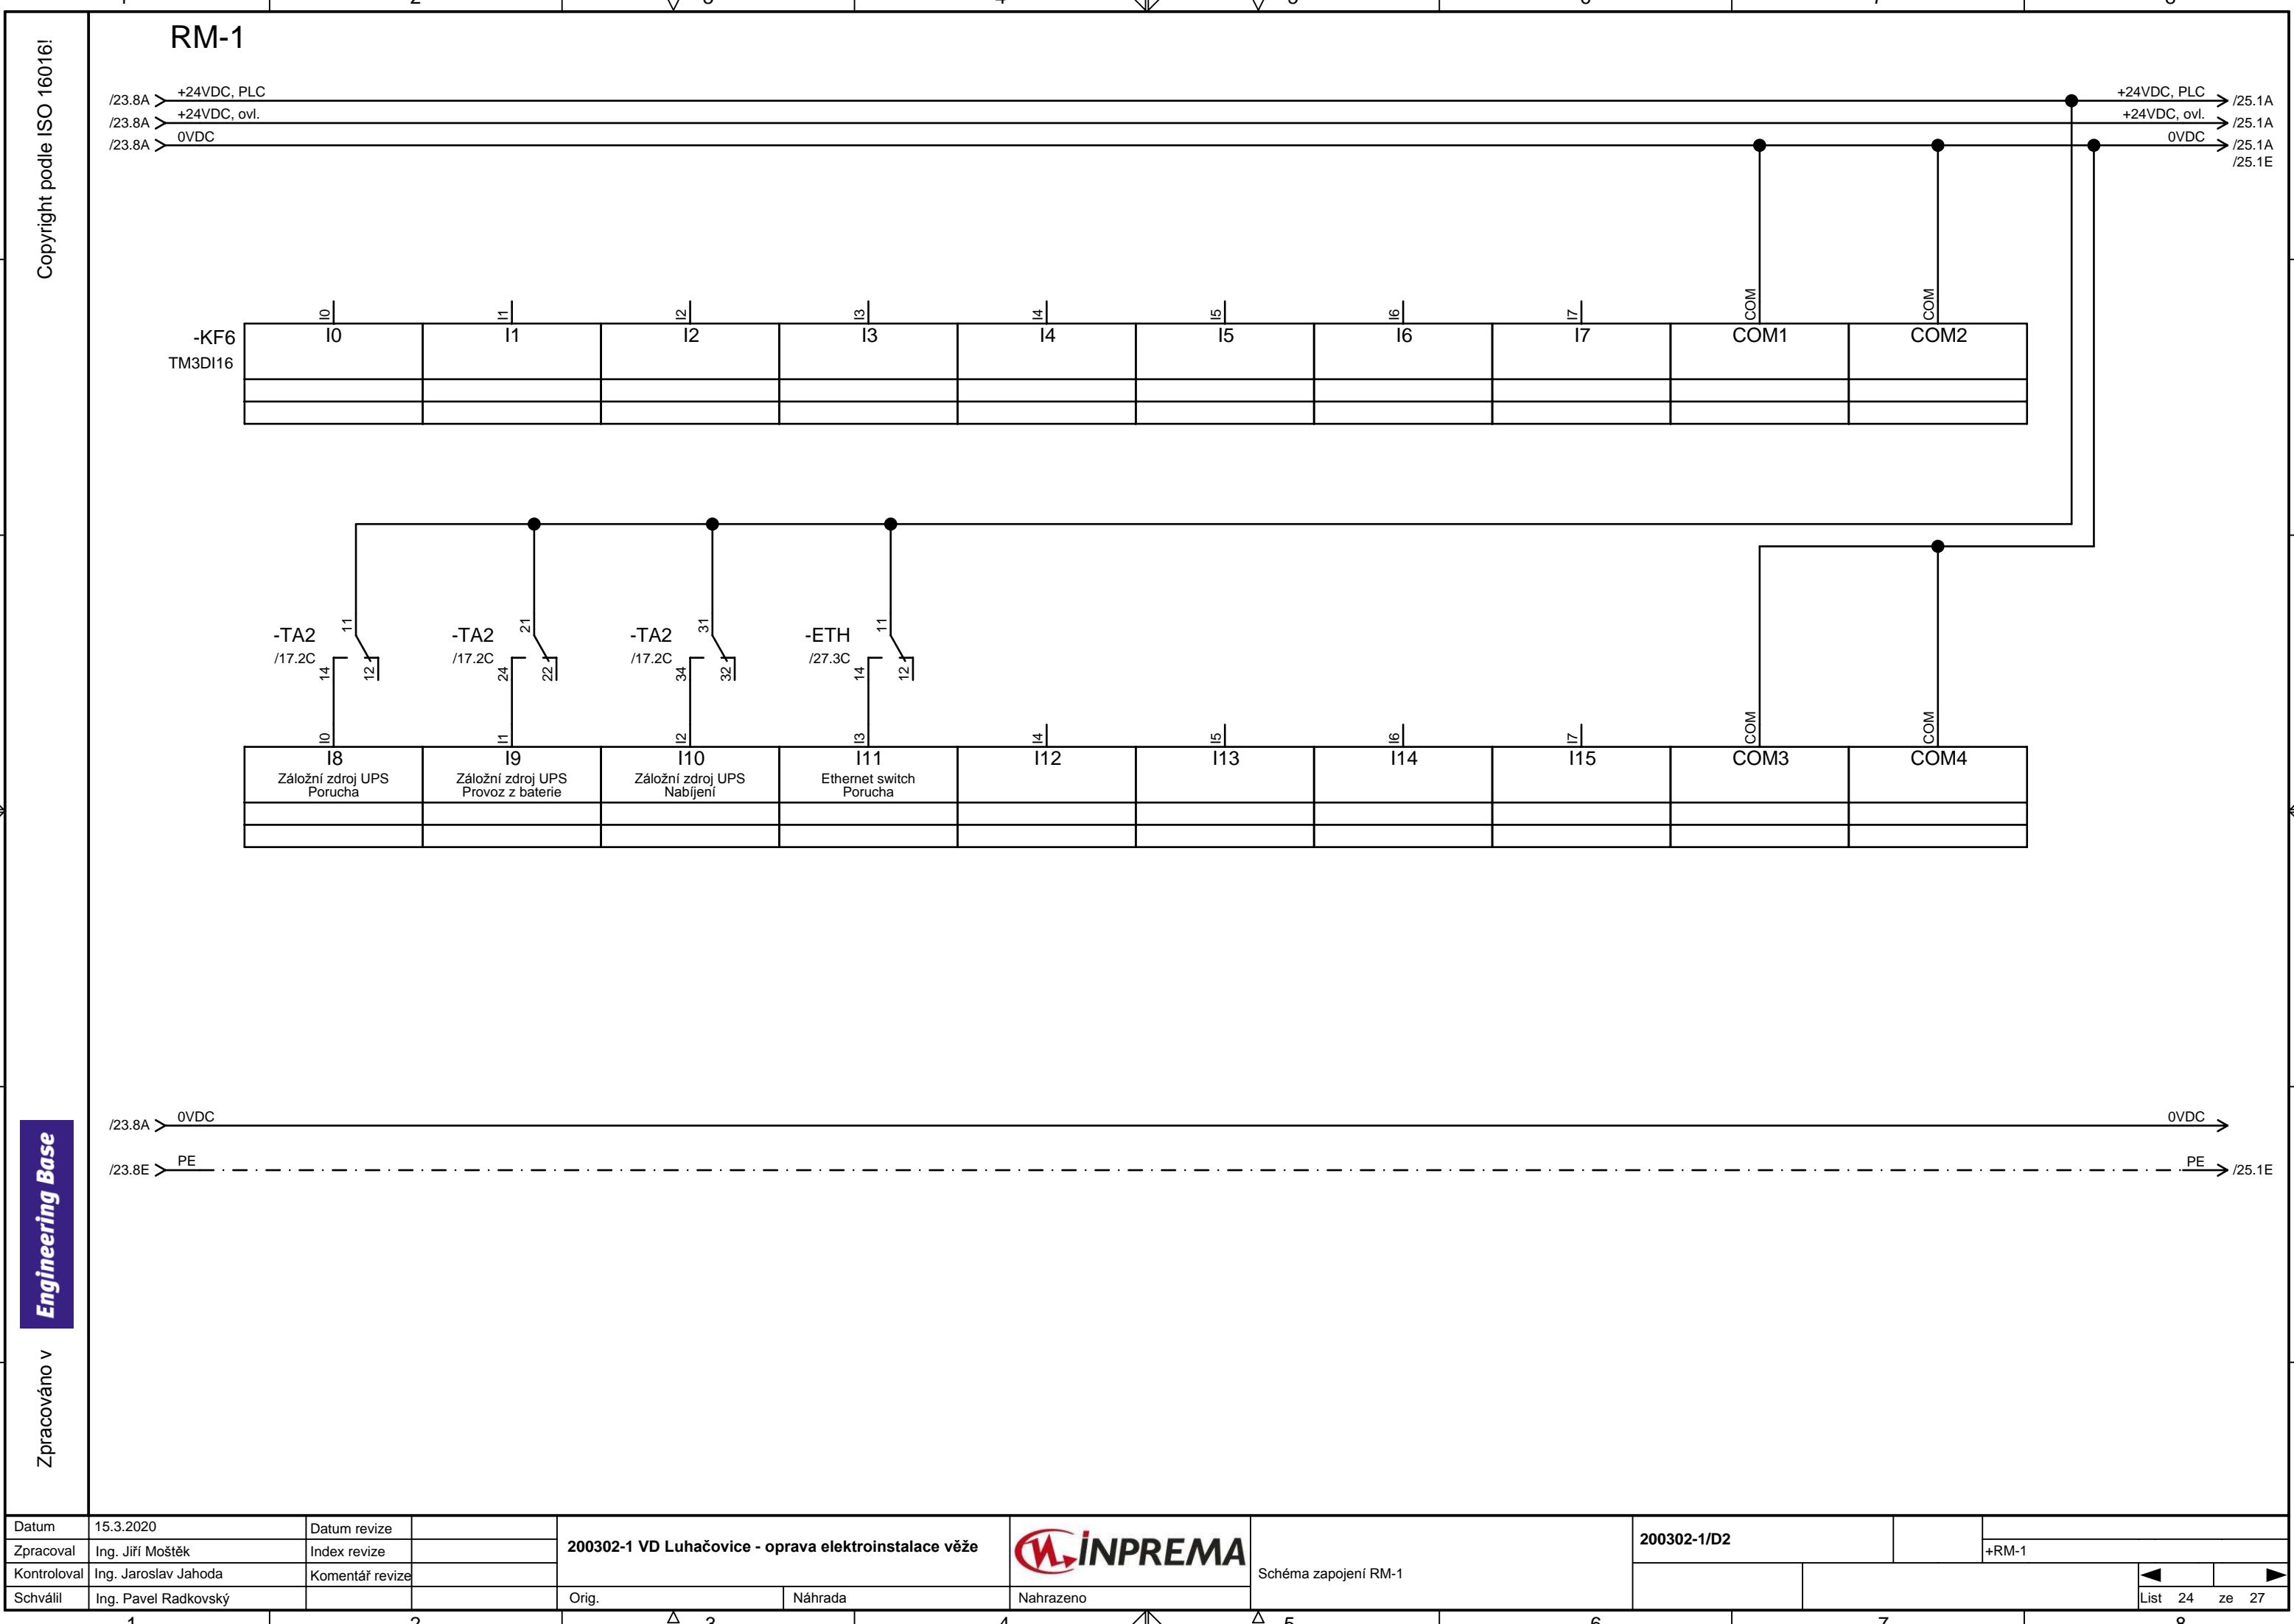 RM-1
Copyright podle ISO 16016!
/23.8A +24VDC, PLC +24VDC, PLC /25.1A
/23.8A +24VDC, ovl. +24VDC, ovl. /25.1A
/23.8A 0VDC 0VDC /25.1A
/25.1E
I0 I1 I2 I3 I4 I5 I6 I7 COM COM
-KF6 I0 I1 I2 I3 I4 I5 I6 I7 COM1 COM2
TM3DI16
11 21 31 11
-TA2 -TA2 -TA2 -ETH
/17.2C /17.2C /17.2C /27.3C
14 12 24 22 34 32 14 12
I0 I1 I2 I3 I4 I5 I6 I7 COM COM
I8 I9 I10 I11 I12 I13 I14 I15 COM3 COM4
Záložní zdroj UPS Záložní zdroj UPS Záložní zdroj UPS Ethernet switch
Porucha Provoz z baterie Nabíjení Porucha
/23.8A 0VDC 0VDC
/23.8E PE PE /25.1E
Zpracováno v Engineering Base
Datum 15.3.2020 Datum revize
Zpracoval Ing. Jiří Moštěk Index revize
Kontroloval Ing. Jaroslav Jahoda Komentář revize
Schválil Ing. Pavel Radkovský
200302-1 VD Luhačovice - oprava elektroinstalace věže
Orig. Náhrada Nahrazeno
INPREMA
Schéma zapojení RM-1
200302-1/D2
+RM-1
List 24 ze 27